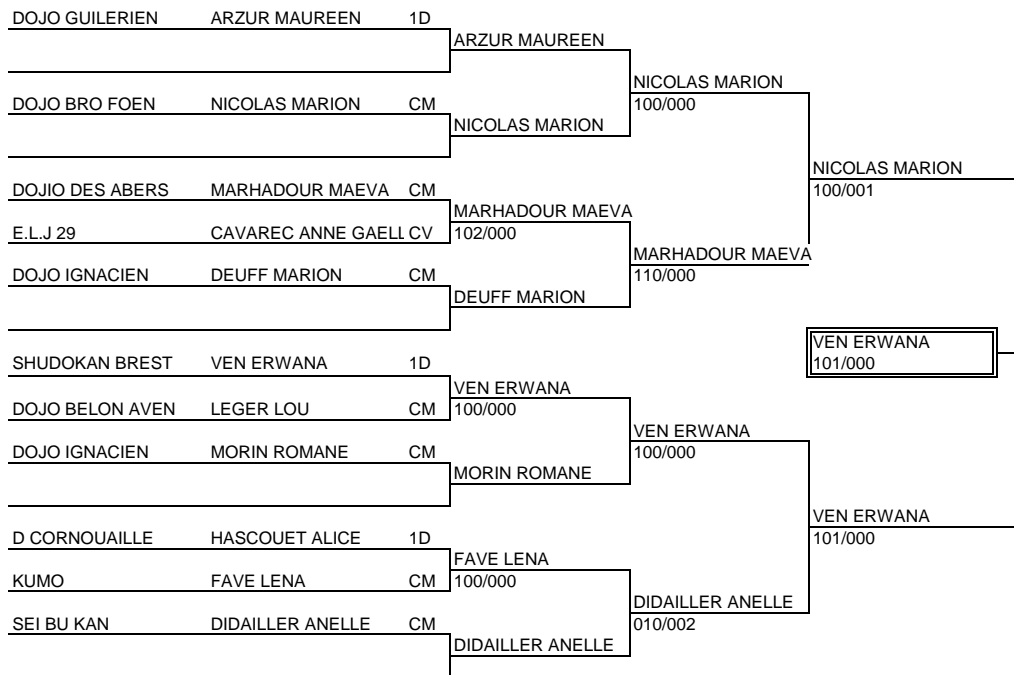 DOJO GUILERIEN ARZUR MAUREEN 1D
ARZUR MAUREEN
NICOLAS MARION
DOJO BRO FOEN NICOLAS MARION CM 100/000
NICOLAS MARION
NICOLAS MARION
DOJIO DES ABERS MARHADOUR MAEVA CM 100/001
MARHADOUR MAEVA
E.L.J 29 CAVAREC ANNE GAELL CV 102/000
MARHADOUR MAEVA
DOJO IGNACIEN DEUFF MARION CM 110/000
DEUFF MARION
VEN ERWANA
SHUDOKAN BREST VEN ERWANA 1D 101/000
VEN ERWANA
DOJO BELON AVEN LEGER LOU CM 100/000
VEN ERWANA
DOJO IGNACIEN MORIN ROMANE CM 100/000
MORIN ROMANE
VEN ERWANA
D CORNOUAILLE HASCOUET ALICE 1D 101/000
FAVE LENA
KUMO FAVE LENA CM 100/000
DIDAILLER ANELLE
SEI BU KAN DIDAILLER ANELLE CM 010/002
DIDAILLER ANELLE